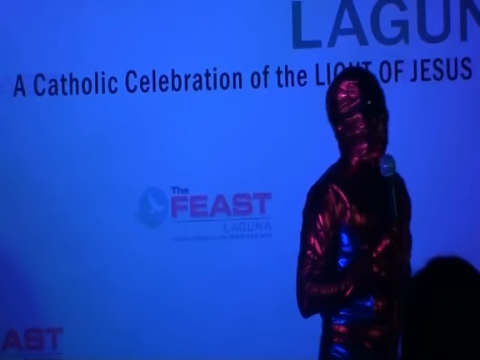 LAGUN
A Catholic Celebration of the LIGHT OF JESUS
The
FEAST
LAGUNA
AST